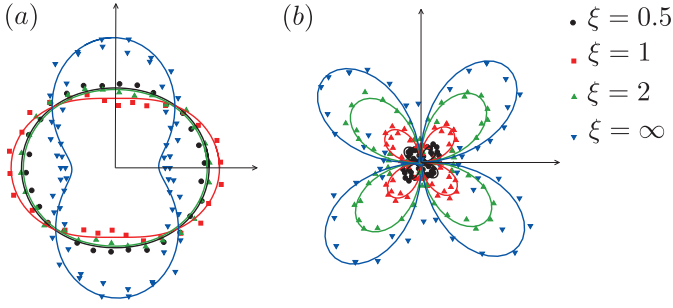 (a)
(b)
ξ = 0.5
ξ = 1
ξ = 2
ξ = ∞